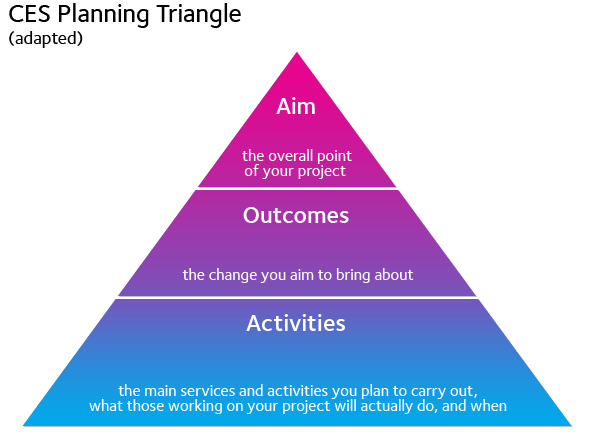 CES Planning Triangle
(adapted)
Aim
the overall point
of your project
Outcomes
the change you aim to bring about
Activities
the main services and activities you plan to carry out,
what those working on your project will actually do, and when